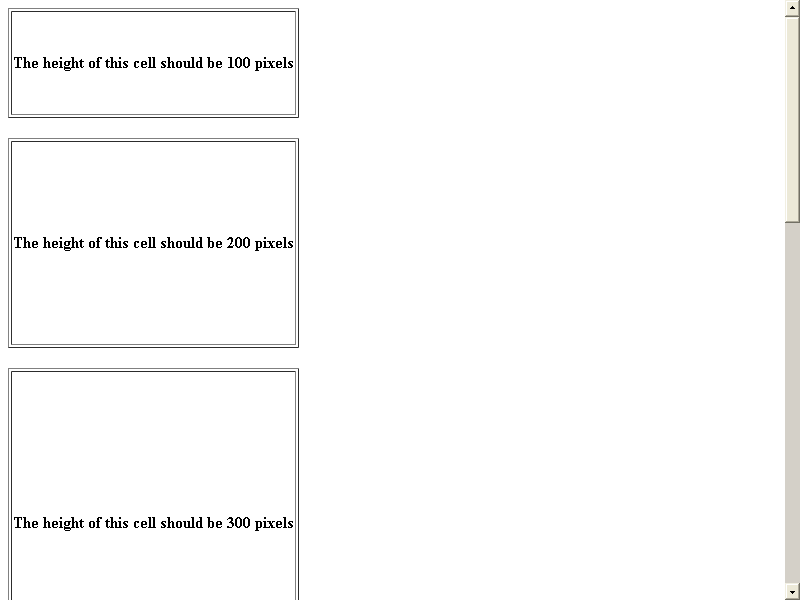 The height of this cell should be 100 pixels
The height of this cell should be 200 pixels
The height of this cell should be 300 pixels